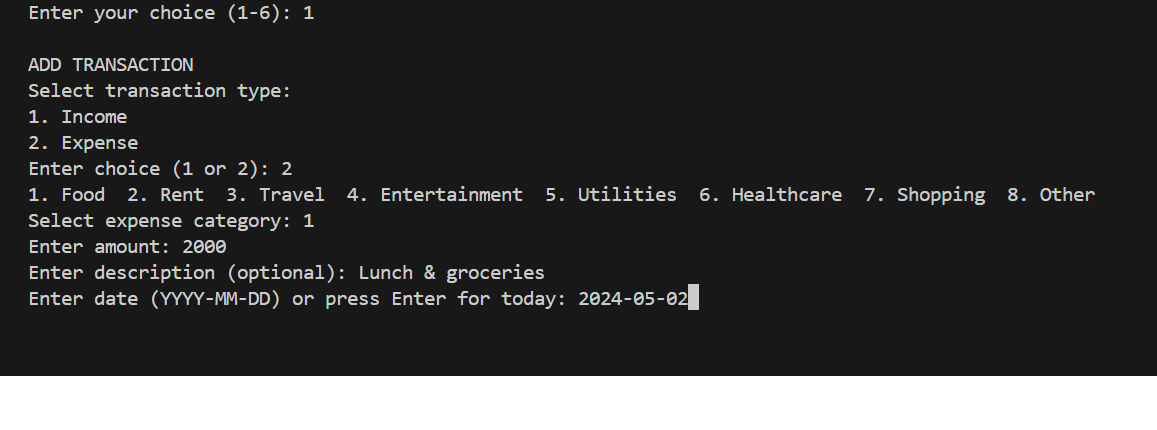 Enter your choice (1-6): 1
ADD TRANSACTION
Select transaction type:
1. Income
2. Expense
Enter choice (1 or 2): 2
1. Food  2. Rent  3. Travel  4. Entertainment  5. Utilities  6. Healthcare  7. Shopping  8. Other
Select expense category: 1
Enter amount: 2000
Enter description (optional): Lunch & groceries
Enter date (YYYY-MM-DD) or press Enter for today: 2024-05-02